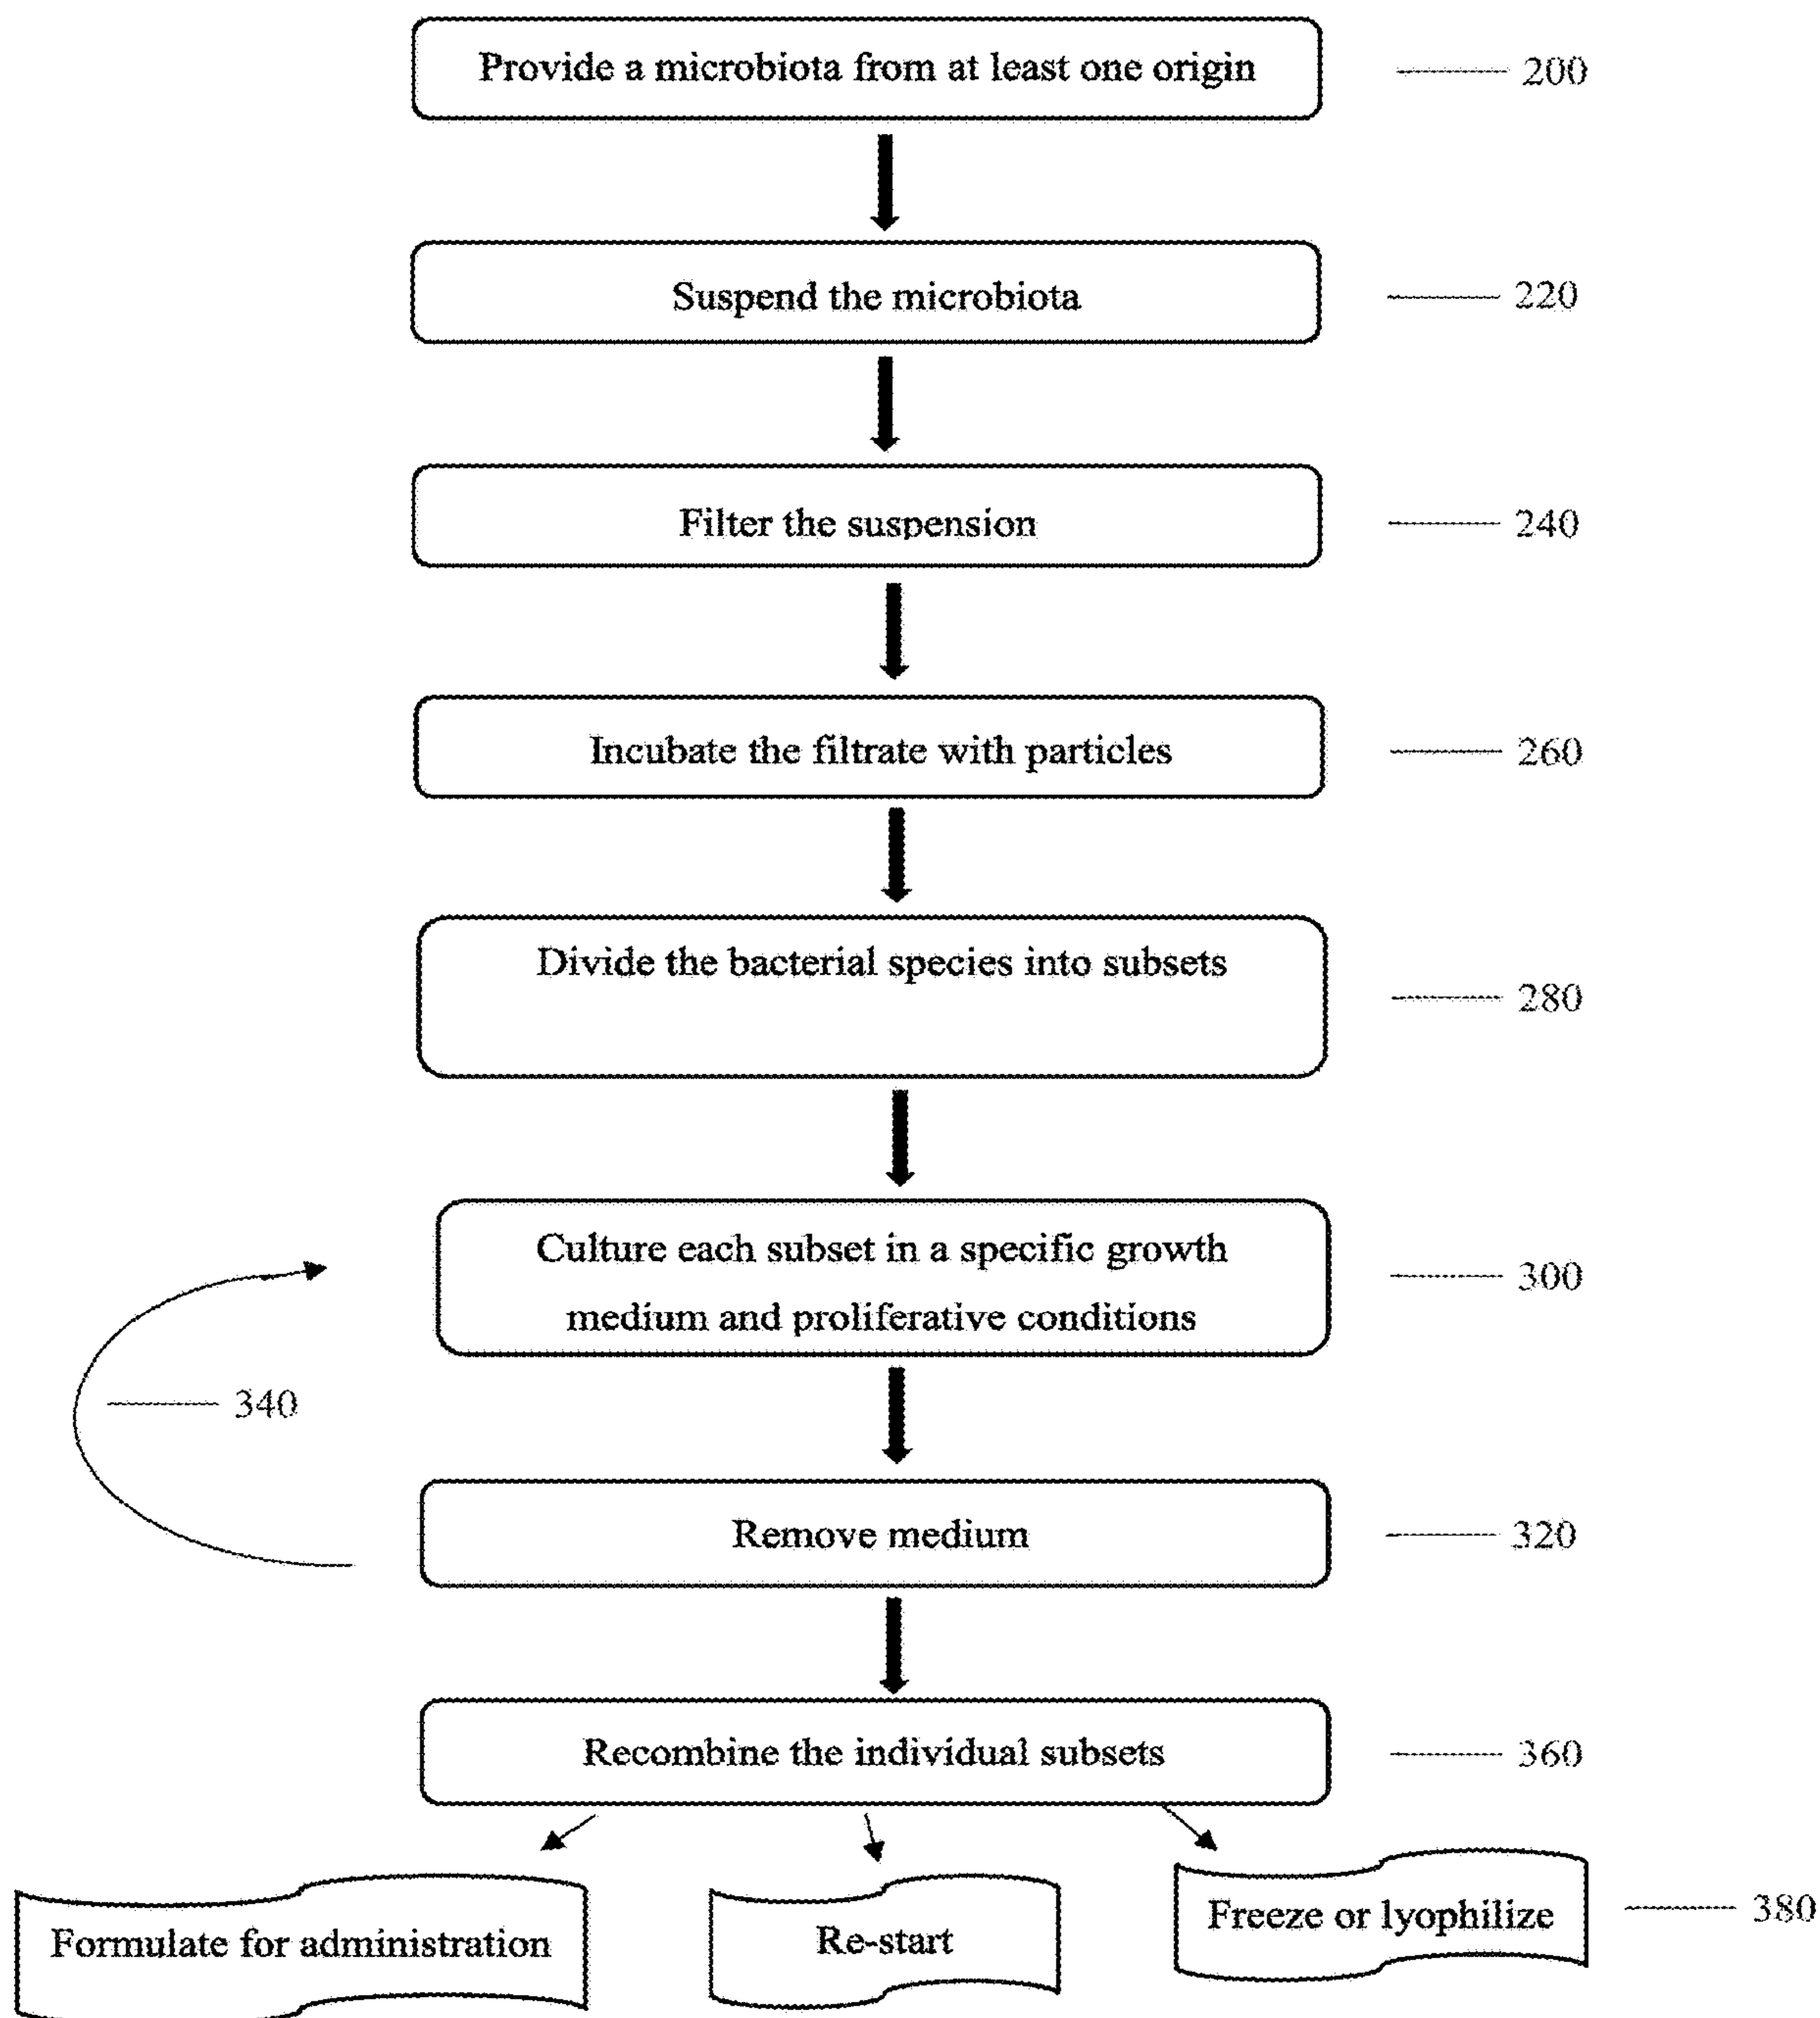 Provide a microbiota from at least one origin
200
Suspend the microbiota
220
Filter the suspension
240
Incubate the filtrate with particles
260
Divide the bacterial species into subsets
280
Culture each subset in a specific growth
medium and proliferative conditions
300
340
Remove medium
320
Recombine the individual subsets
360
Formulate for administration
Re-start
Freeze or lyophilize
380